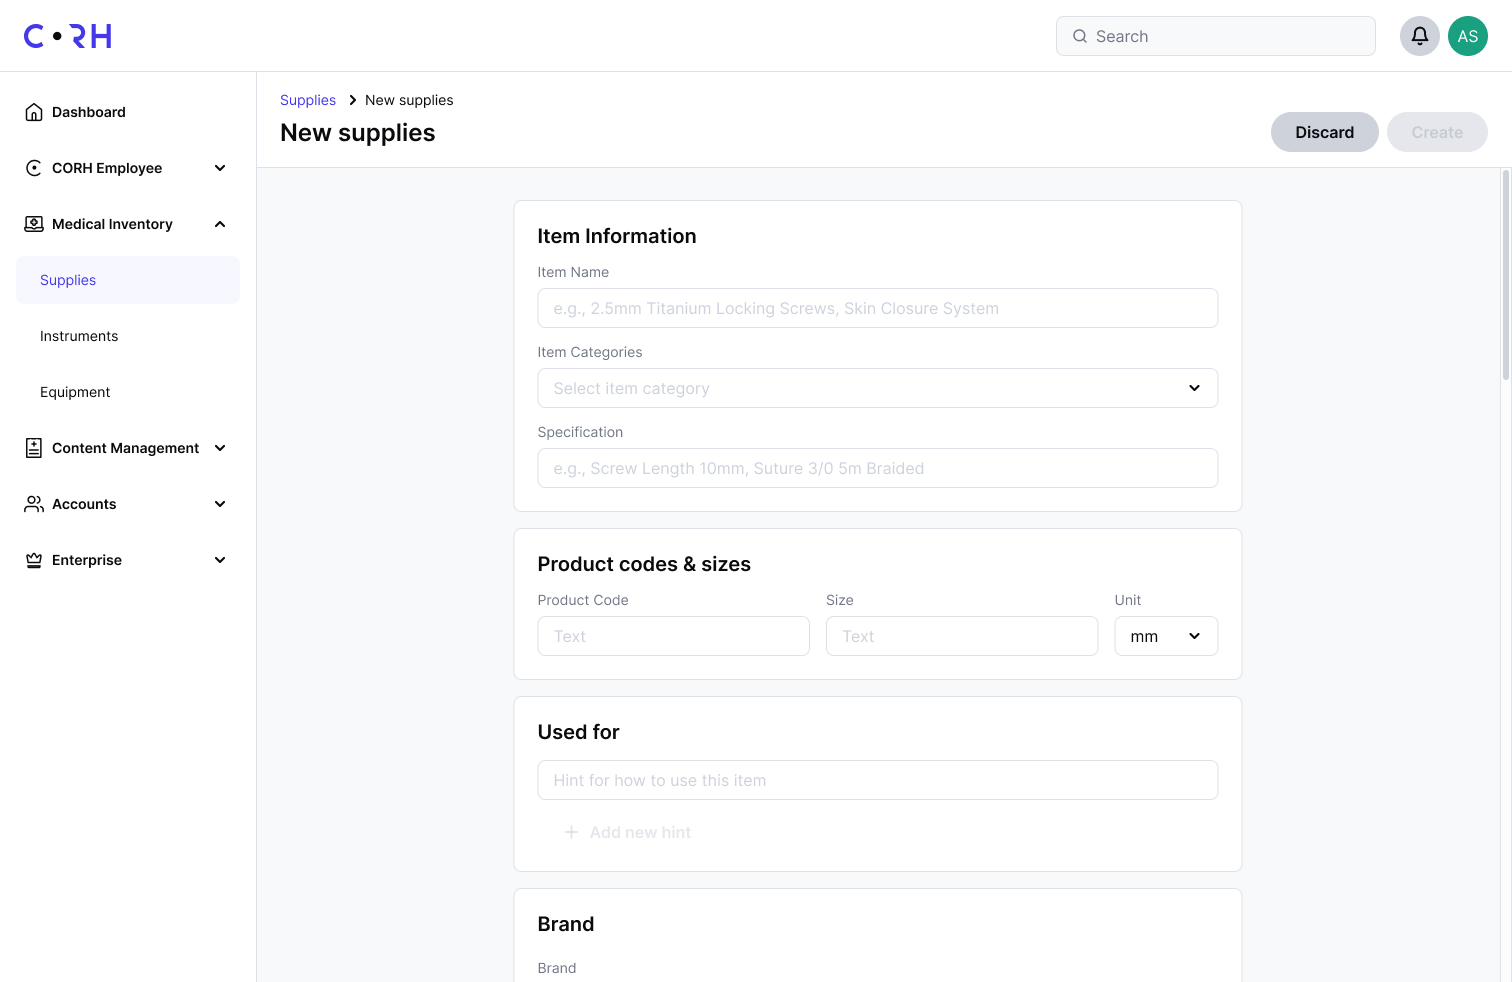 C•RH
Search
AS
Dashboard
CORH Employee
Medical Inventory
Supplies
Instruments
Equipment
Content Management
Accounts
Enterprise
Supplies > New supplies
New supplies
Discard
Create
Item Information
Item Name
e.g., 2.5mm Titanium Locking Screws, Skin Closure System
Item Categories
Select item category
Specification
e.g., Screw Length 10mm, Suture 3/0 5m Braided
Product codes & sizes
Product Code Size Unit
Text Text mm
Used for
Hint for how to use this item
+ Add new hint
Brand
Brand